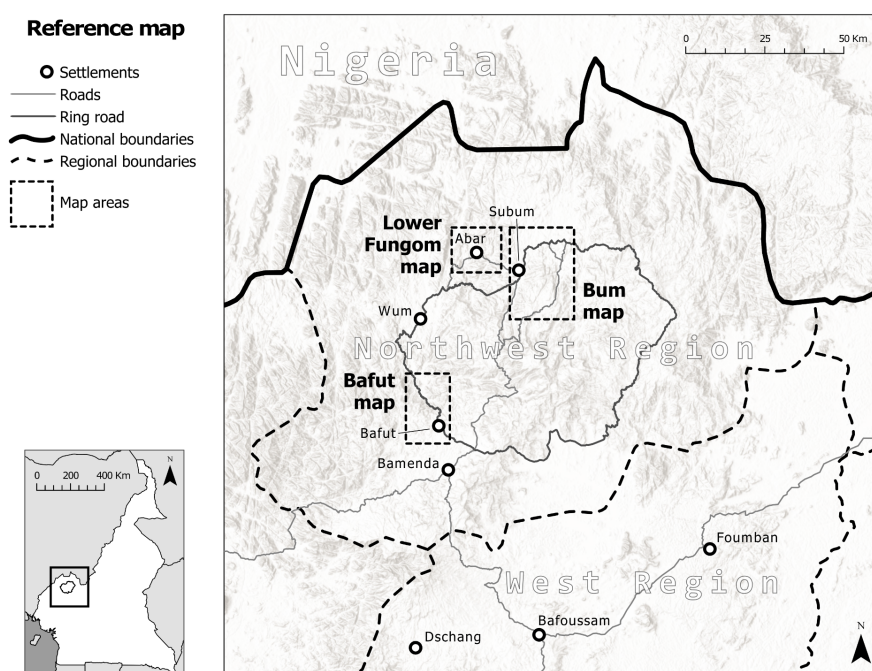 Reference map
Settlements
Roads
Ring road
National boundaries
Regional boundaries
Map areas
0 200 400 Km
N
Nigeria
0 25 50 Km
Subum
Lower
Fungom
map
Abar
Bum
map
Wum
Northwest Region
Bafut
map
Bafut
Bamenda
Foumban
West Region
Bafoussam
Dschang
N